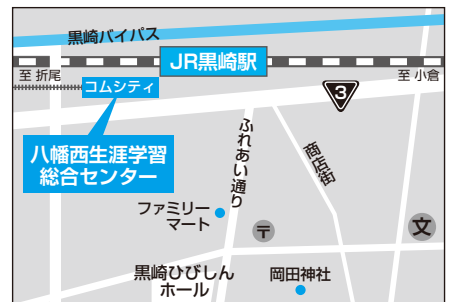 黒崎バイパス
JR黒崎駅
至 折尾
至 小倉
コムシティ
3
八幡西生涯学習
総合センター
ふれあい通り
商店街
ファミリー
マート
〒
文
黒崎ひびしん
ホール
岡田神社